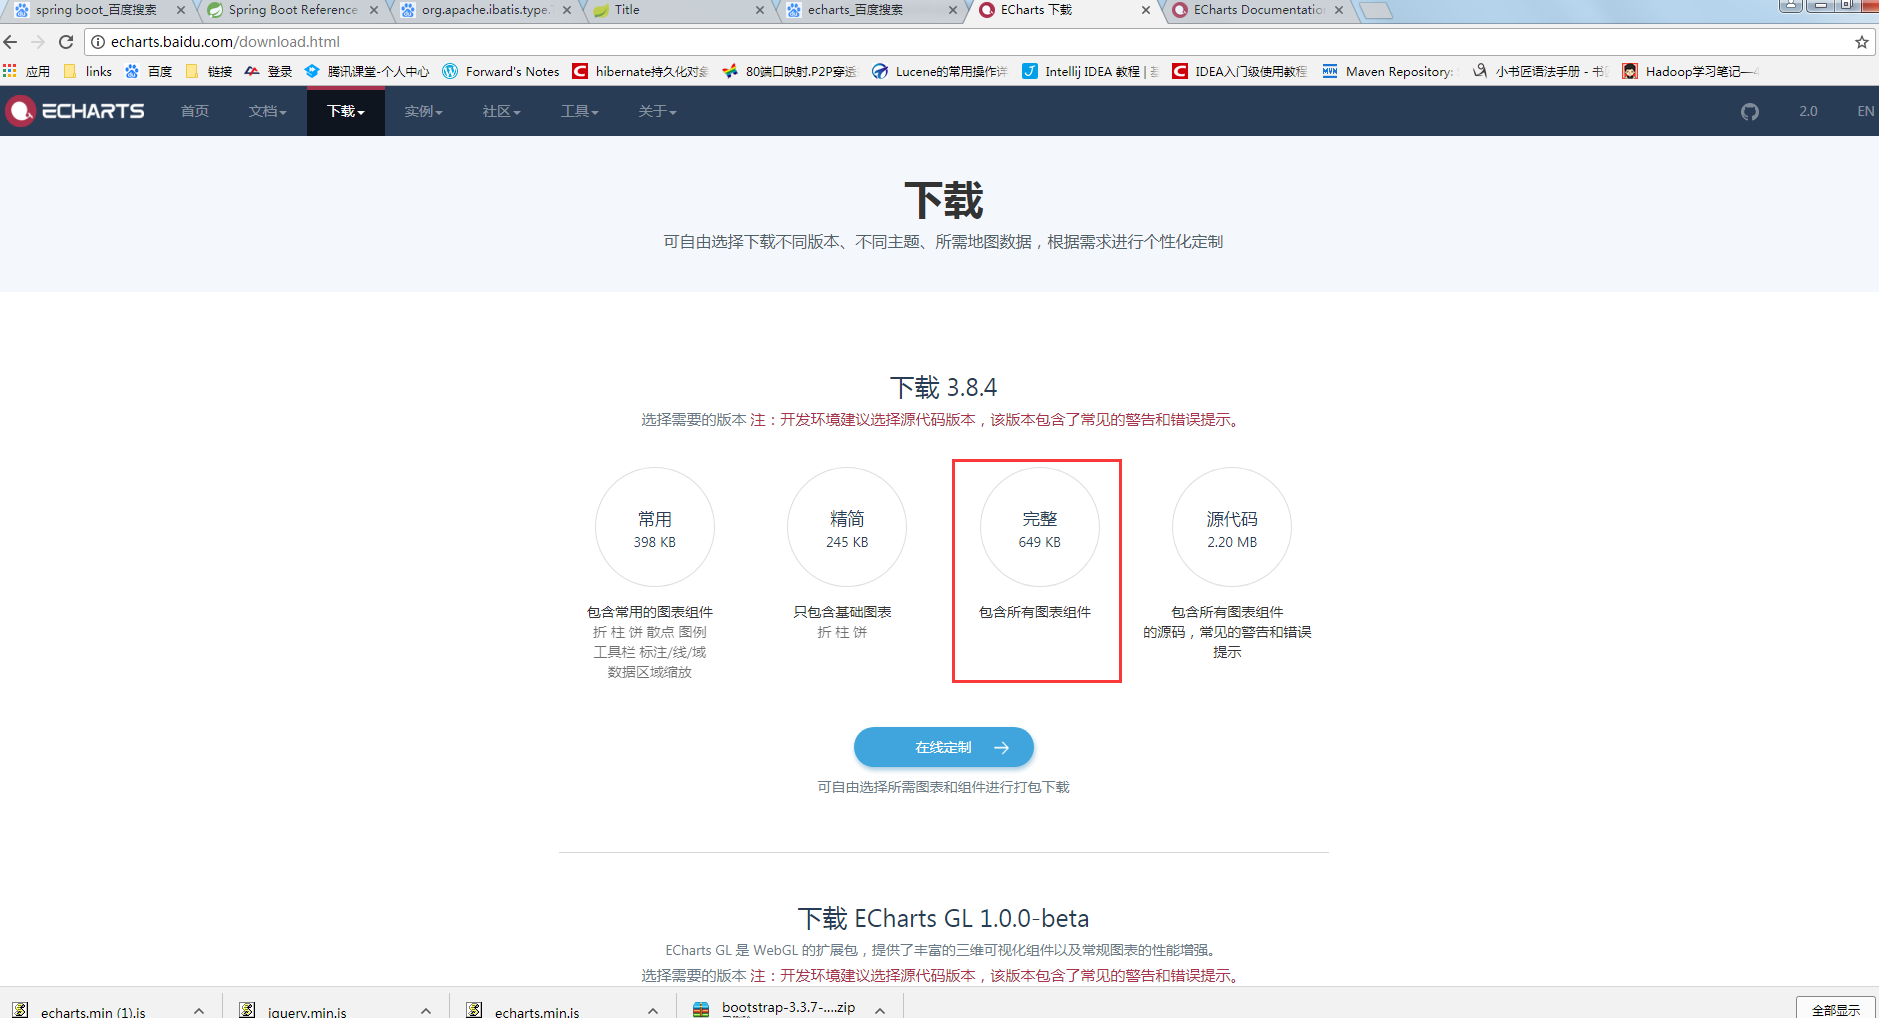 spring boot_百度搜索
Spring Boot Reference
org.apache.ibatis.type.
Title
echarts_百度搜索
ECharts 下载
ECharts Documentatio
echarts.baidu.com/download.html
应用 links 百度 链接 登录 腾讯课堂-个人中心 Forward's Notes hibernate持久化对象 80端口映射.P2P穿透 Lucene的常用操作详 Intellij IDEA 教程 | IDEA入门级使用教程 Maven Repository: 小书匠语法手册 - 书 Hadoop学习笔记—4
ECHARTS 首页 文档 下载 实例 社区 工具 关于 2.0 EN
下载
可自由选择下载不同版本、不同主题、所需地图数据，根据需求进行个性化定制
下载 3.8.4
选择需要的版本 注：开发环境建议选择源代码版本，该版本包含了常见的警告和错误提示。
常用
398 KB
包含常用的图表组件
折 柱 饼 散点 图例
工具栏 标注/线/域
数据区域缩放
精简
245 KB
只包含基础图表
折 柱 饼
完整
649 KB
包含所有图表组件
源代码
2.20 MB
包含所有图表组件
的源码，常见的警告和错误
提示
在线定制
可自由选择所需图表和组件进行打包下载
下载 ECharts GL 1.0.0-beta
ECharts GL 是 WebGL 的扩展包，提供了丰富的三维可视化组件以及常规图表的性能增强。
选择需要的版本 注：开发环境建议选择源代码版本，该版本包含了常见的警告和错误提示。
echarts.min (1).js
jquery.min.js
echarts.min.js
bootstrap-3.3.7-....zip
全部显示